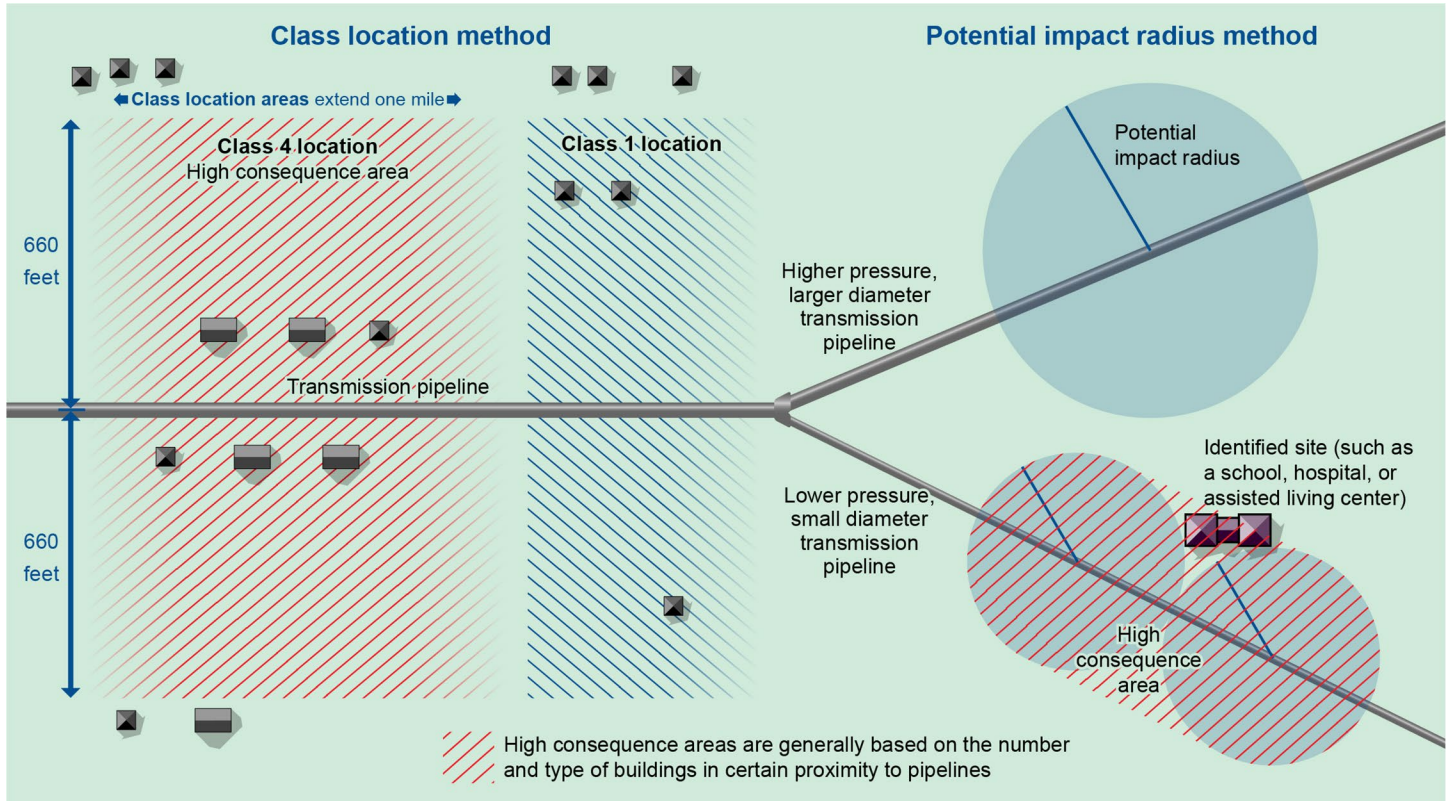 Class location method
Class location areas extend one mile
Class 4 location
High consequence area
Class 1 location
660
feet
Transmission pipeline
660
feet
Potential impact radius method
Potential
impact radius
Higher pressure,
larger diameter
transmission
pipeline
Identified site (such as
a school, hospital, or
assisted living center)
Lower pressure,
small diameter
transmission
pipeline
High
consequence
area
High consequence areas are generally based on the number
and type of buildings in certain proximity to pipelines